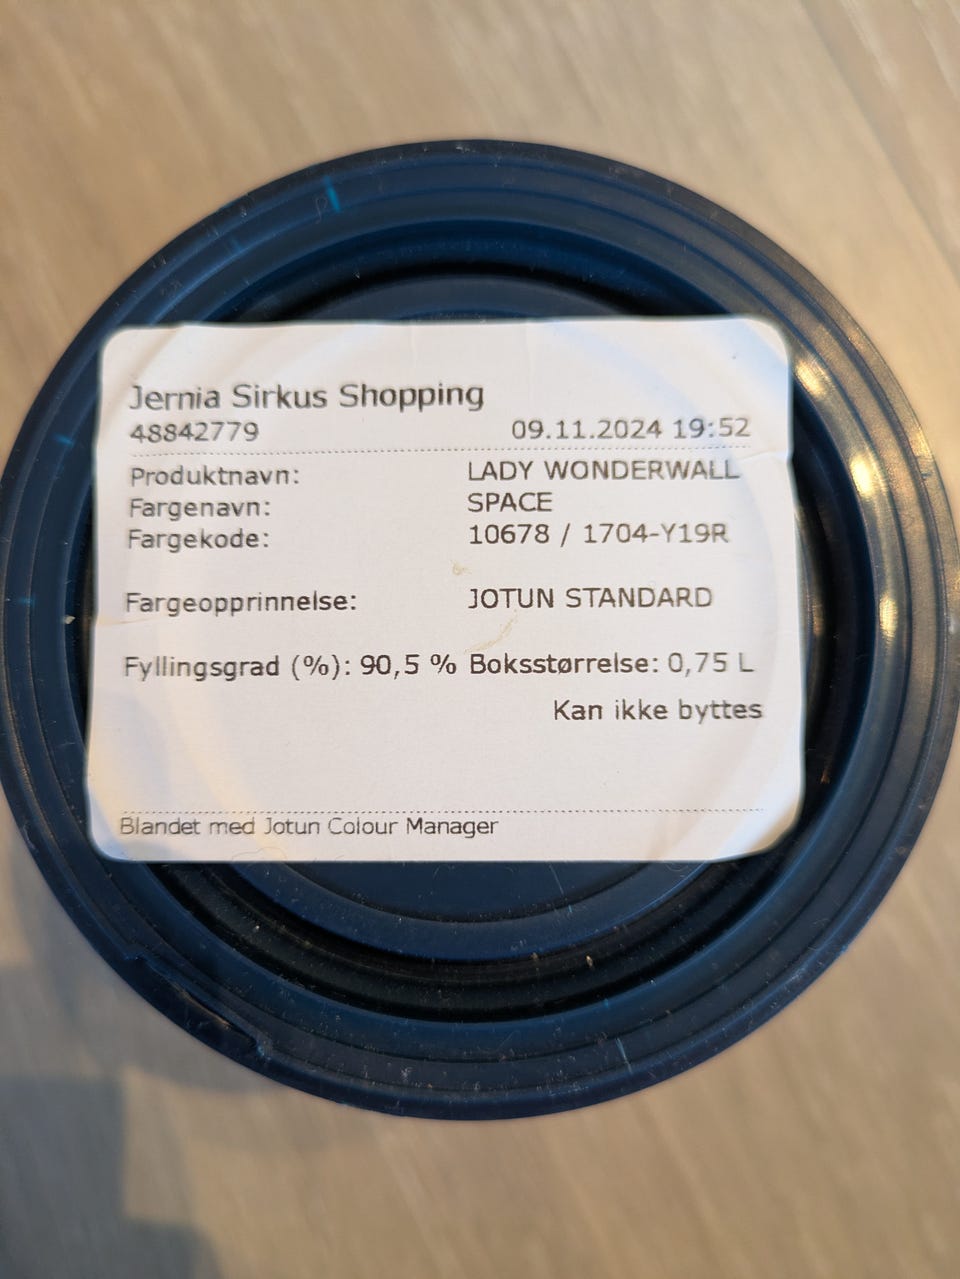 Jernia Sirkus Shopping
48842779 09.11.2024 19:52
Produktnavn: LADY WONDERWALL
Fargenavn: SPACE
Fargekode: 10678 / 1704-Y19R
Fargeopprinnelse: JOTUN STANDARD
Fyllingsgrad (%): 90,5 % Boksstørrelse: 0,75 L
Kan ikke byttes
Blandet med Jotun Colour Manager